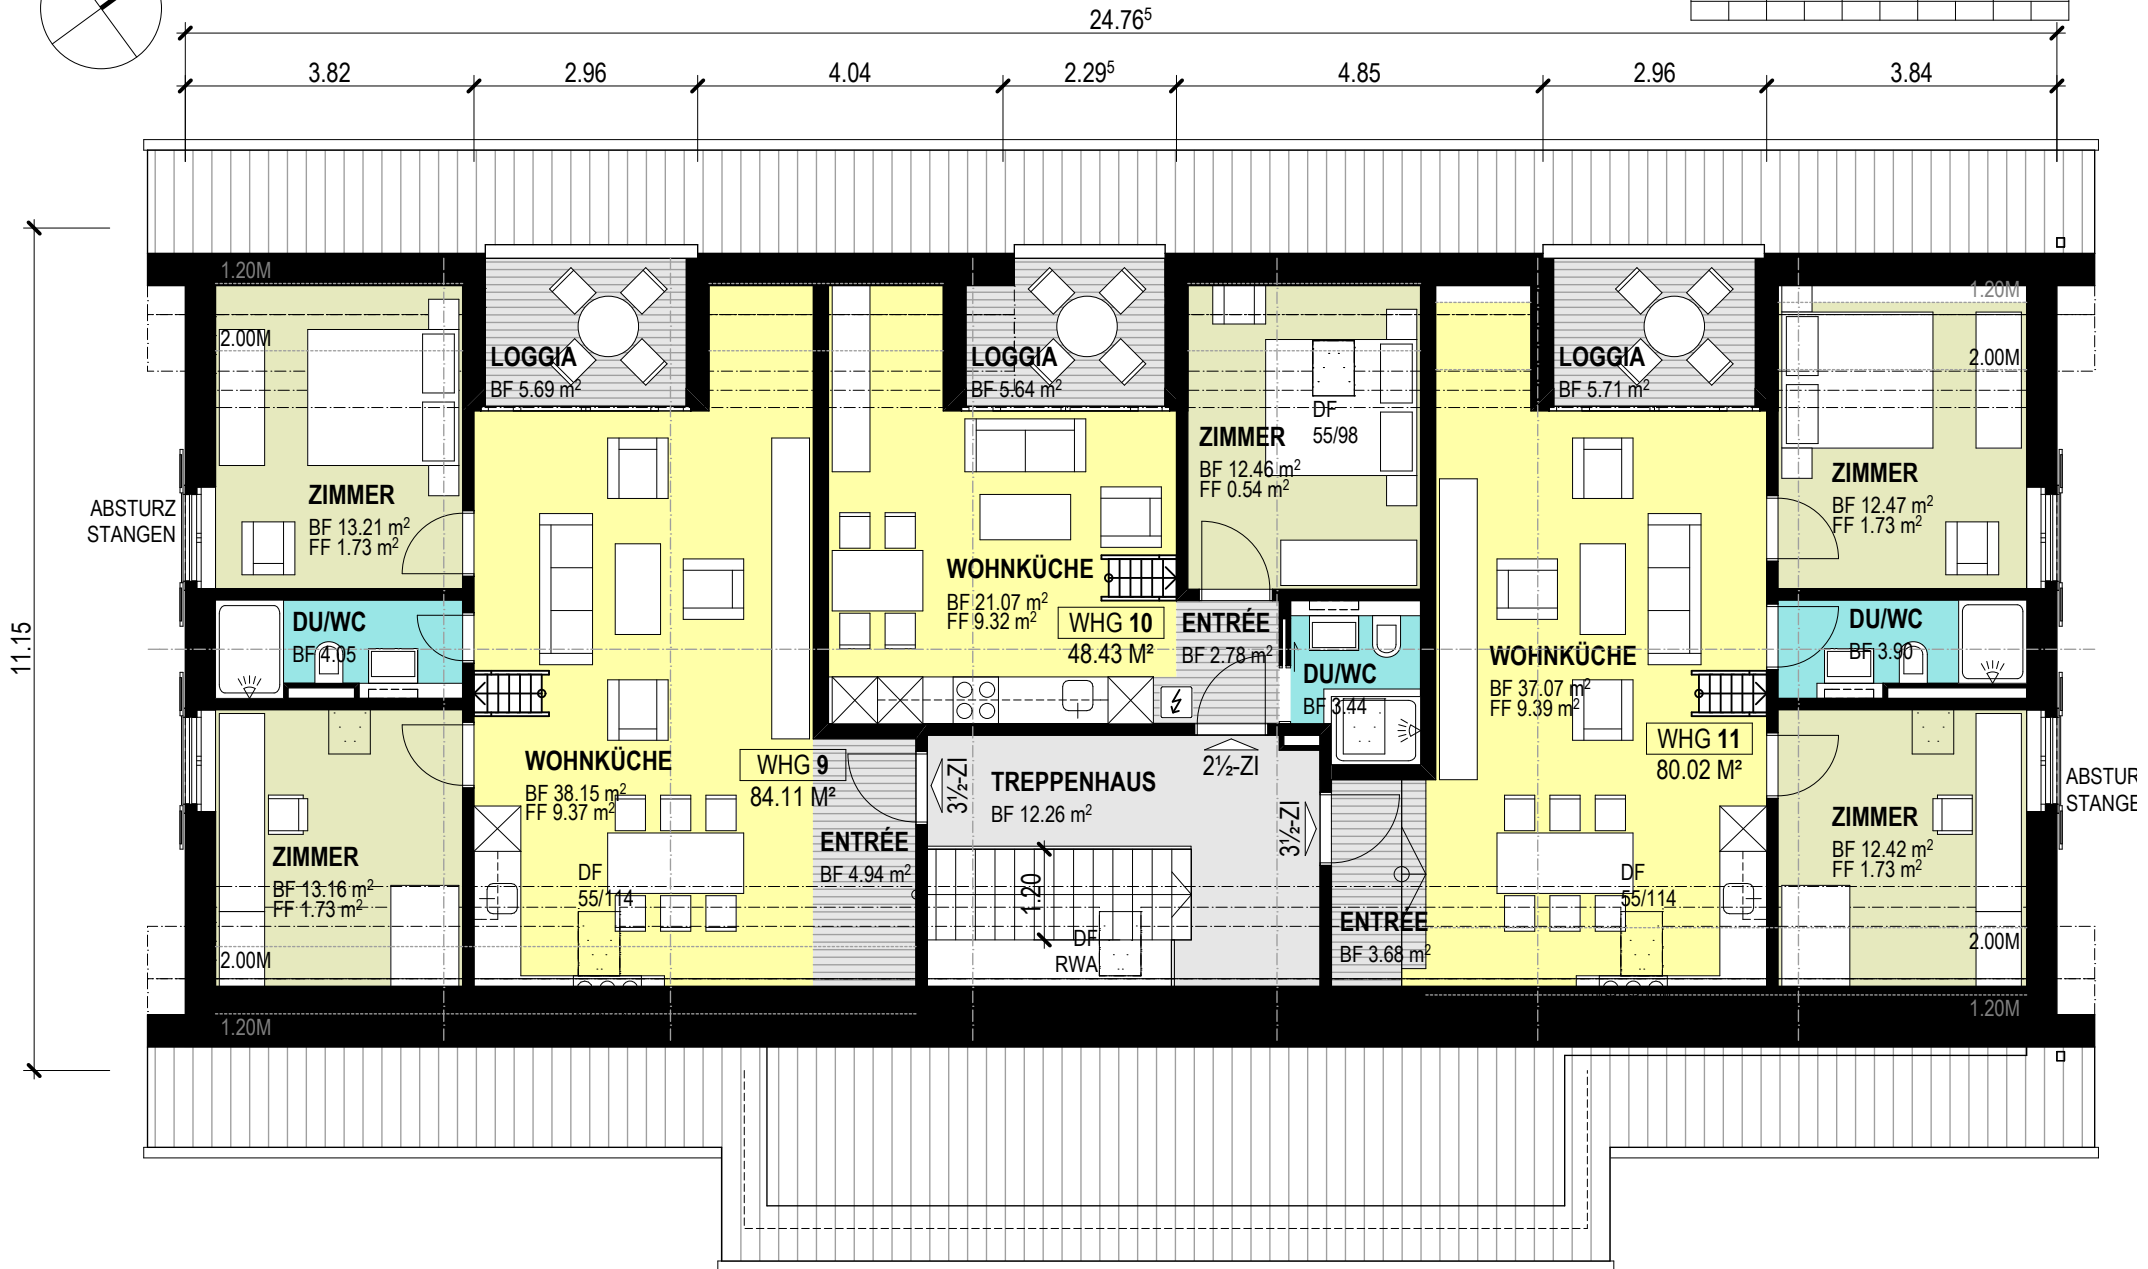 24.76⁵
3.82
2.96
4.04
2.29⁵
4.85
2.96
3.84
11.15
1.20M
2.00M
LOGGIA
BF 5.69 m²
LOGGIA
BF 5.64 m²
LOGGIA
BF 5.71 m²
1.20M
2.00M
DF
55/98
ZIMMER
BF 12.46 m²
FF 0.54 m²
ZIMMER
BF 13.21 m²
FF 1.73 m²
ZIMMER
BF 12.47 m²
FF 1.73 m²
ABSTURZ
STANGEN
WOHNKÜCHE
BF 21.07 m²
FF 9.32 m²
WHG 10
48.43 M²
ENTRÉE
BF 2.78 m²
DU/WC
BF 4.05
DU/WC
BF 3.44
WOHNKÜCHE
BF 37.07 m²
FF 9.39 m²
DU/WC
BF 3.90
WHG 11
80.02 M²
WOHNKÜCHE
BF 38.15 m²
FF 9.37 m²
WHG 9
84.11 M²
3½-ZI
TREPPENHAUS
BF 12.26 m²
2½-ZI
3½-ZI
ABSTUR
STANGE
ZIMMER
BF 13.16 m²
FF 1.73 m²
DF
55/114
ENTRÉE
BF 4.94 m²
1.20
DF
RWA
ENTRÉE
BF 3.68 m²
DF
55/114
ZIMMER
BF 12.42 m²
FF 1.73 m²
2.00M
1.20M
2.00M
1.20M